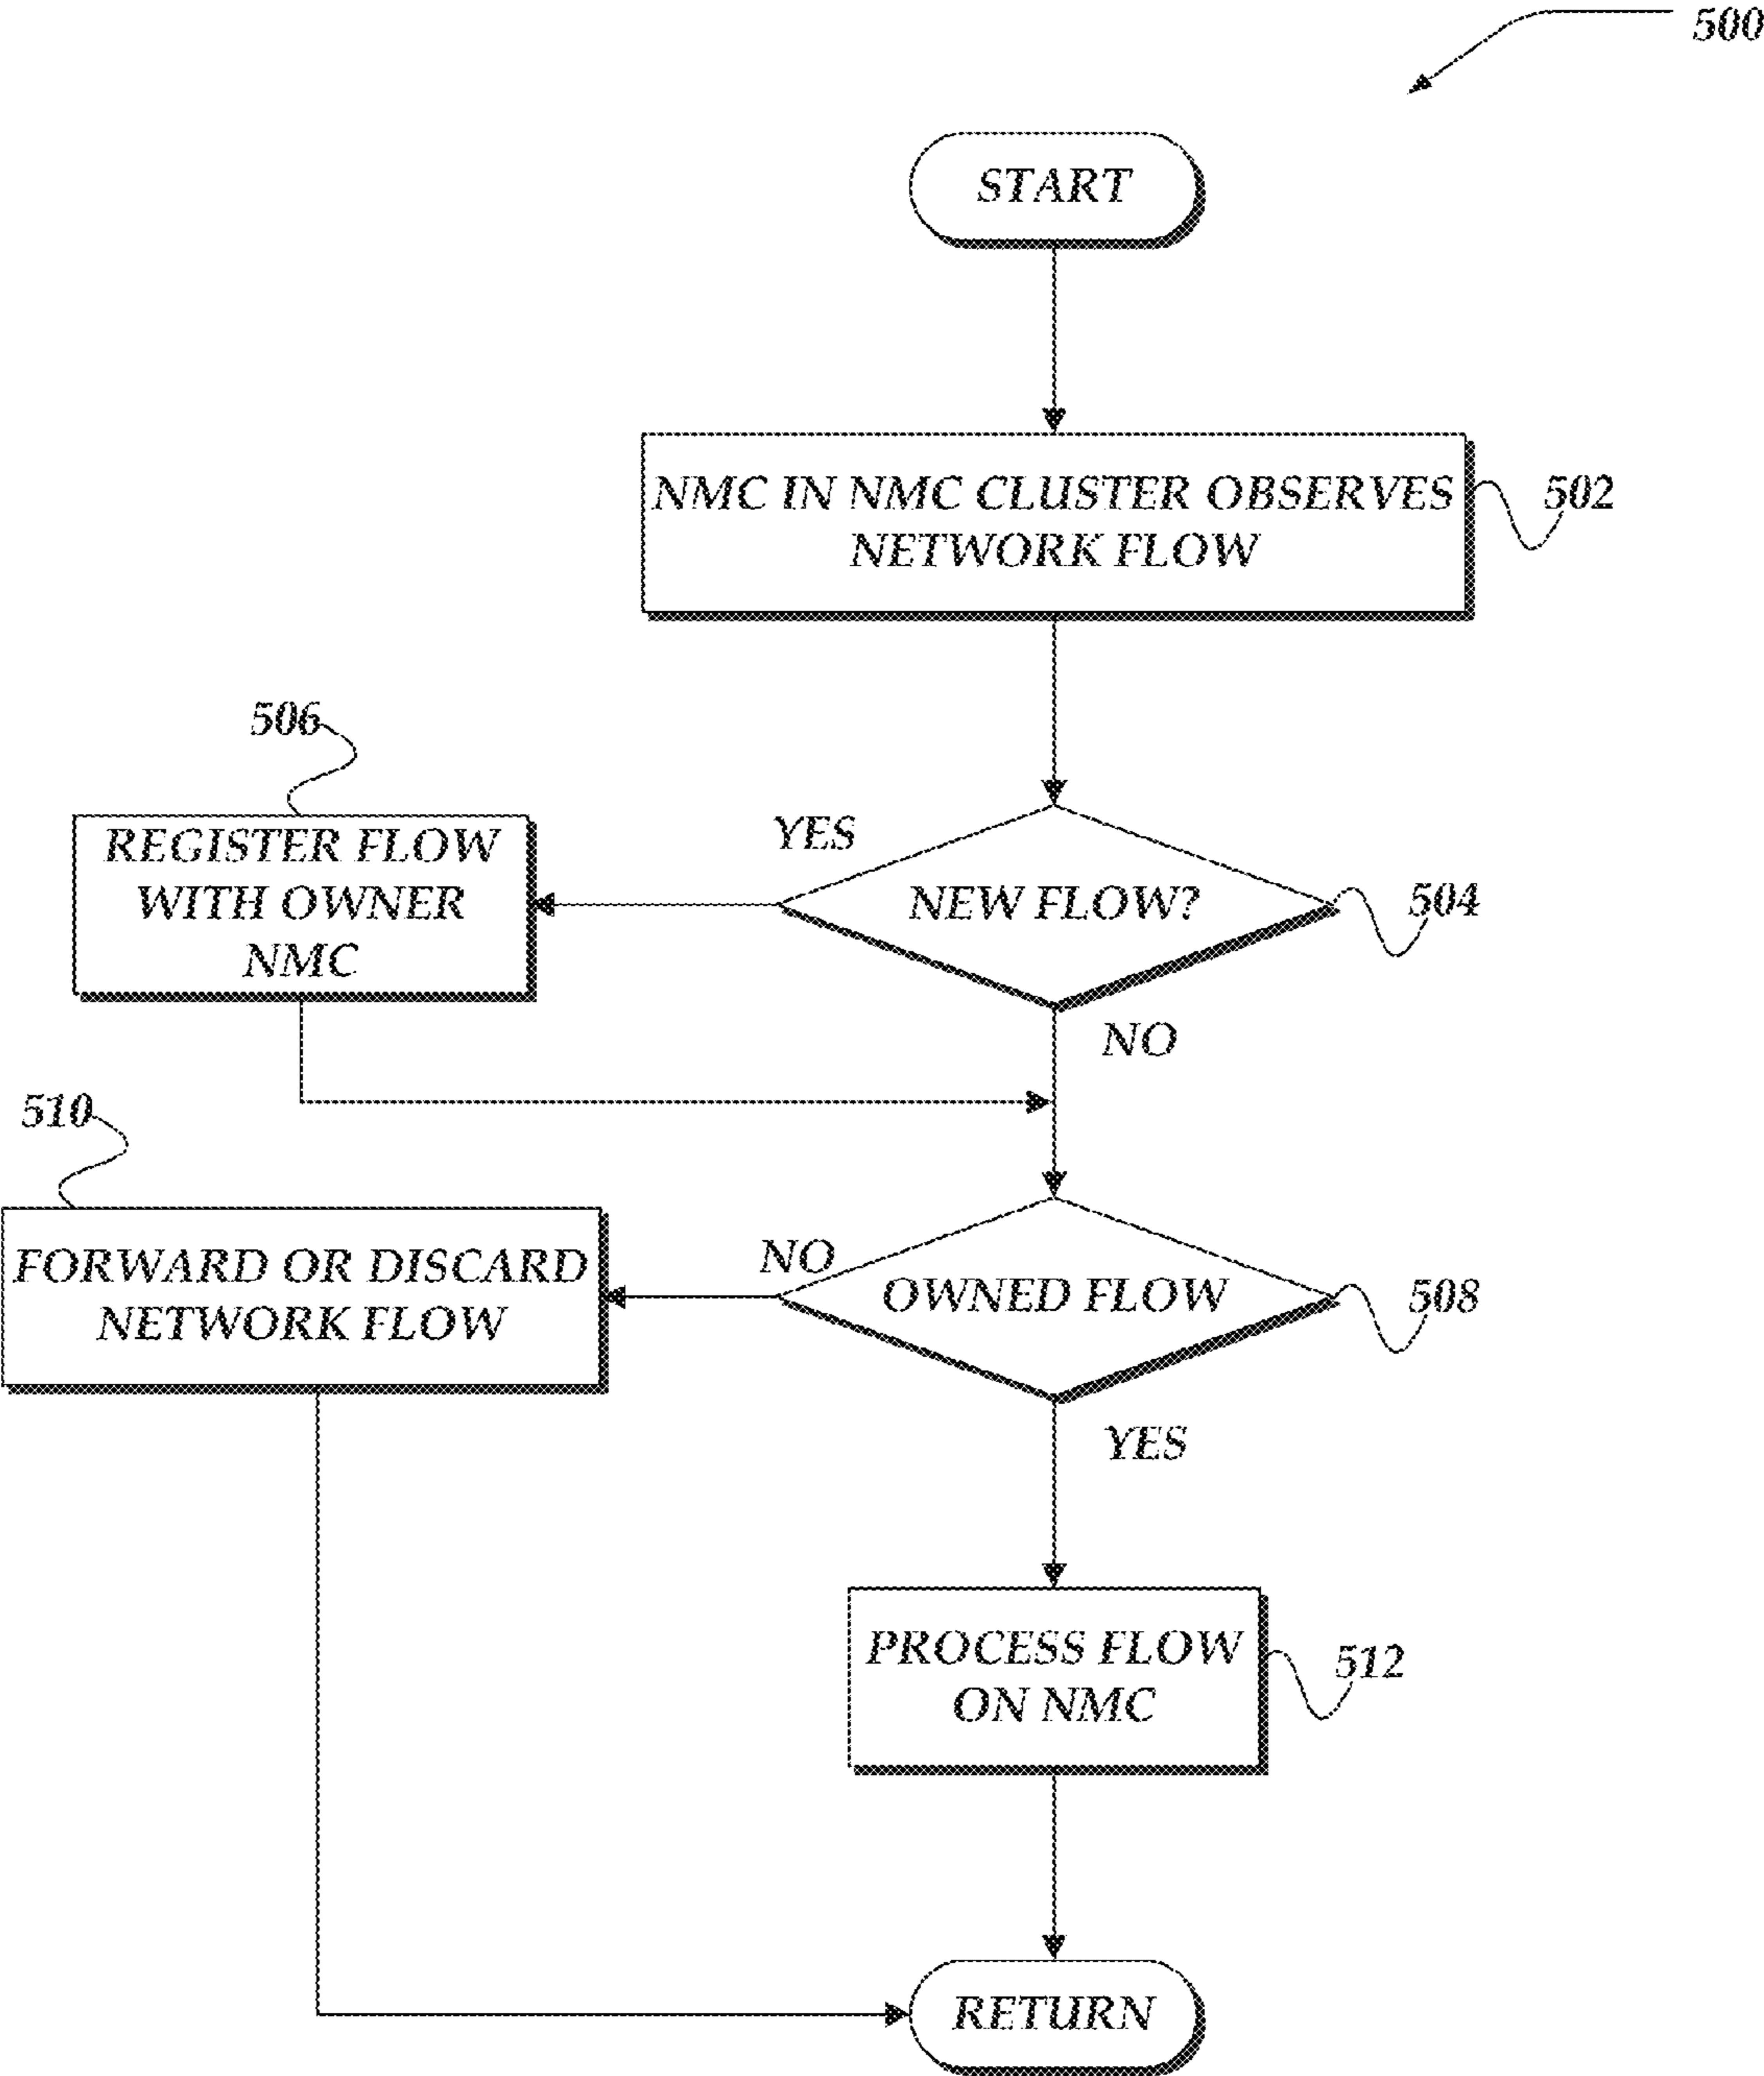 500
START
NMC IN NMC CLUSTER OBSERVES
NETWORK FLOW
502
506
YES
REGISTER FLOW
WITH OWNER
NMC
NEW FLOW?
504
NO
510
NO
FORWARD OR DISCARD
NETWORK FLOW
OWNED FLOW
508
YES
PROCESS FLOW
ON NMC
512
RETURN